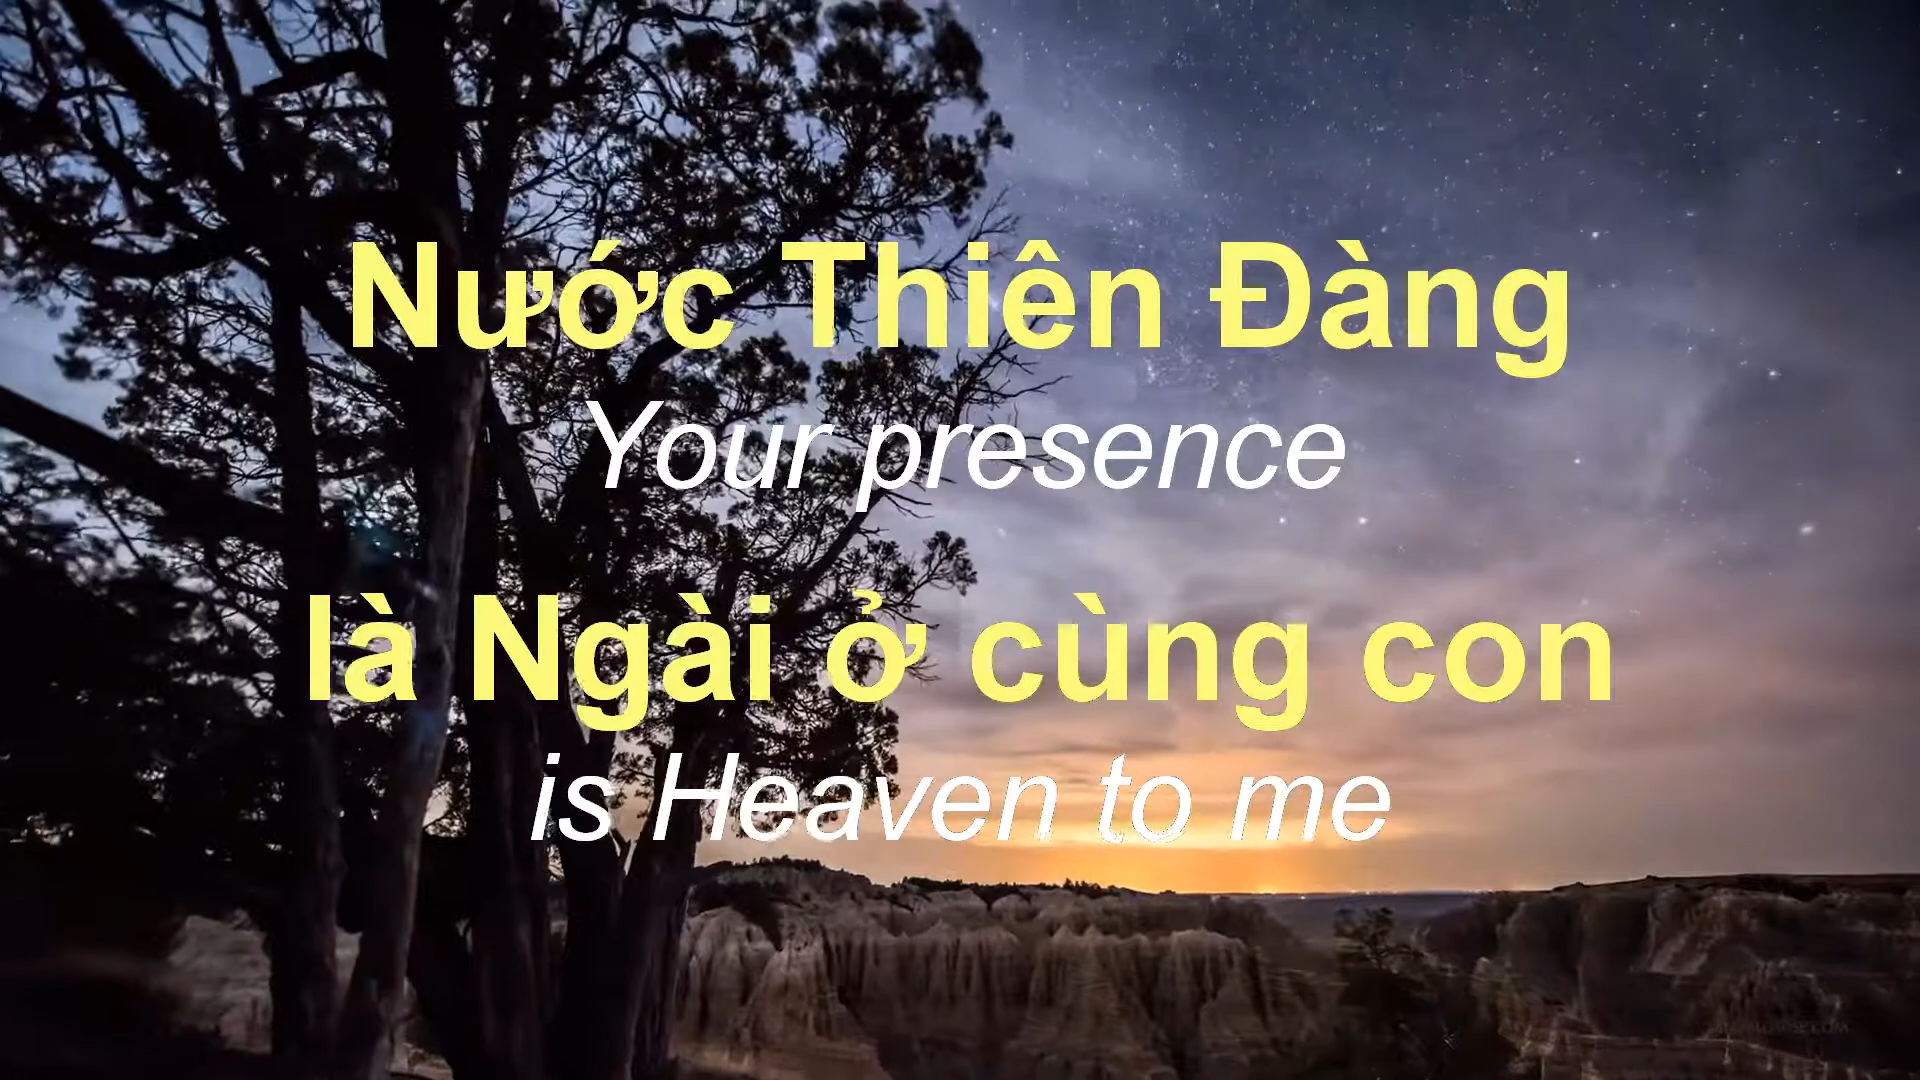 Nước Thiên Đàng
Your presence
là Ngài ở cùng con
is Heaven to me